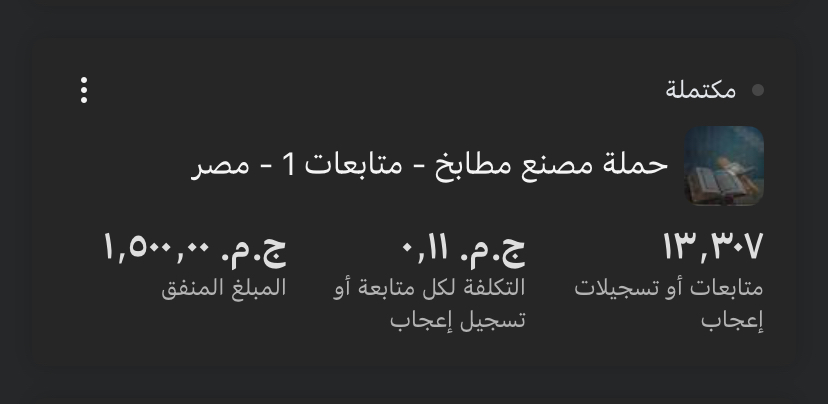 مكتملة
حملة مصنع مطابخ - متابعات 1 - مصر
١٣,٣٠٧
متابعات أو تسجيلات
إعجاب
ج.م. ٠,١١
التكلفة لكل متابعة أو
تسجيل إعجاب
ج.م. ١,٥٠٠,٠٠
المبلغ المنفق